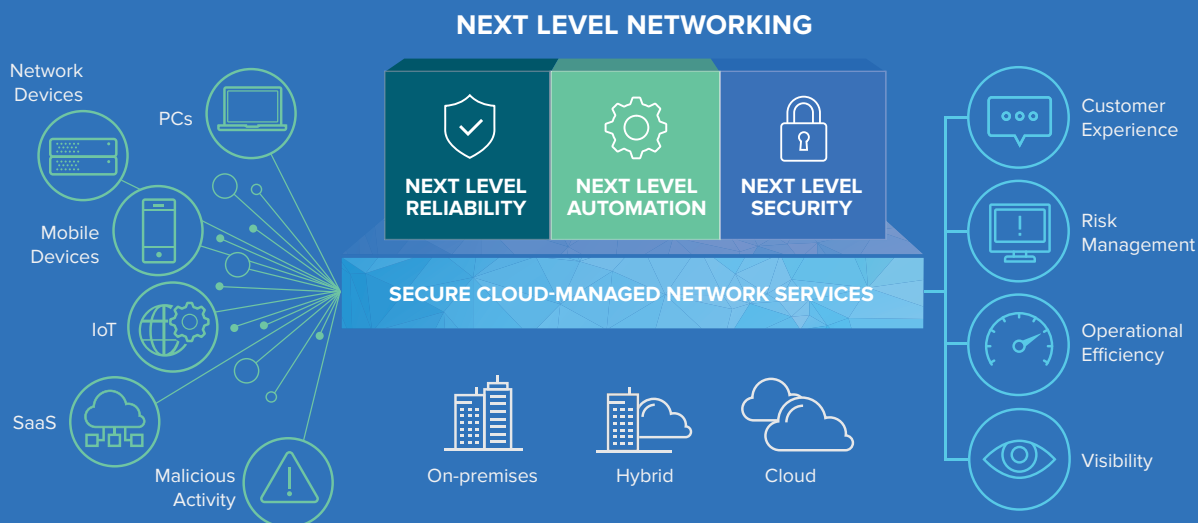 NEXT LEVEL NETWORKING
Network
Devices
PCs
Mobile
Devices
IoT
SaaS
Malicious
Activity
NEXT LEVEL
RELIABILITY
NEXT LEVEL
AUTOMATION
NEXT LEVEL
SECURITY
SECURE CLOUD-MANAGED NETWORK SERVICES
On-premises
Hybrid
Cloud
Customer
Experience
Risk
Management
Operational
Efficiency
Visibility